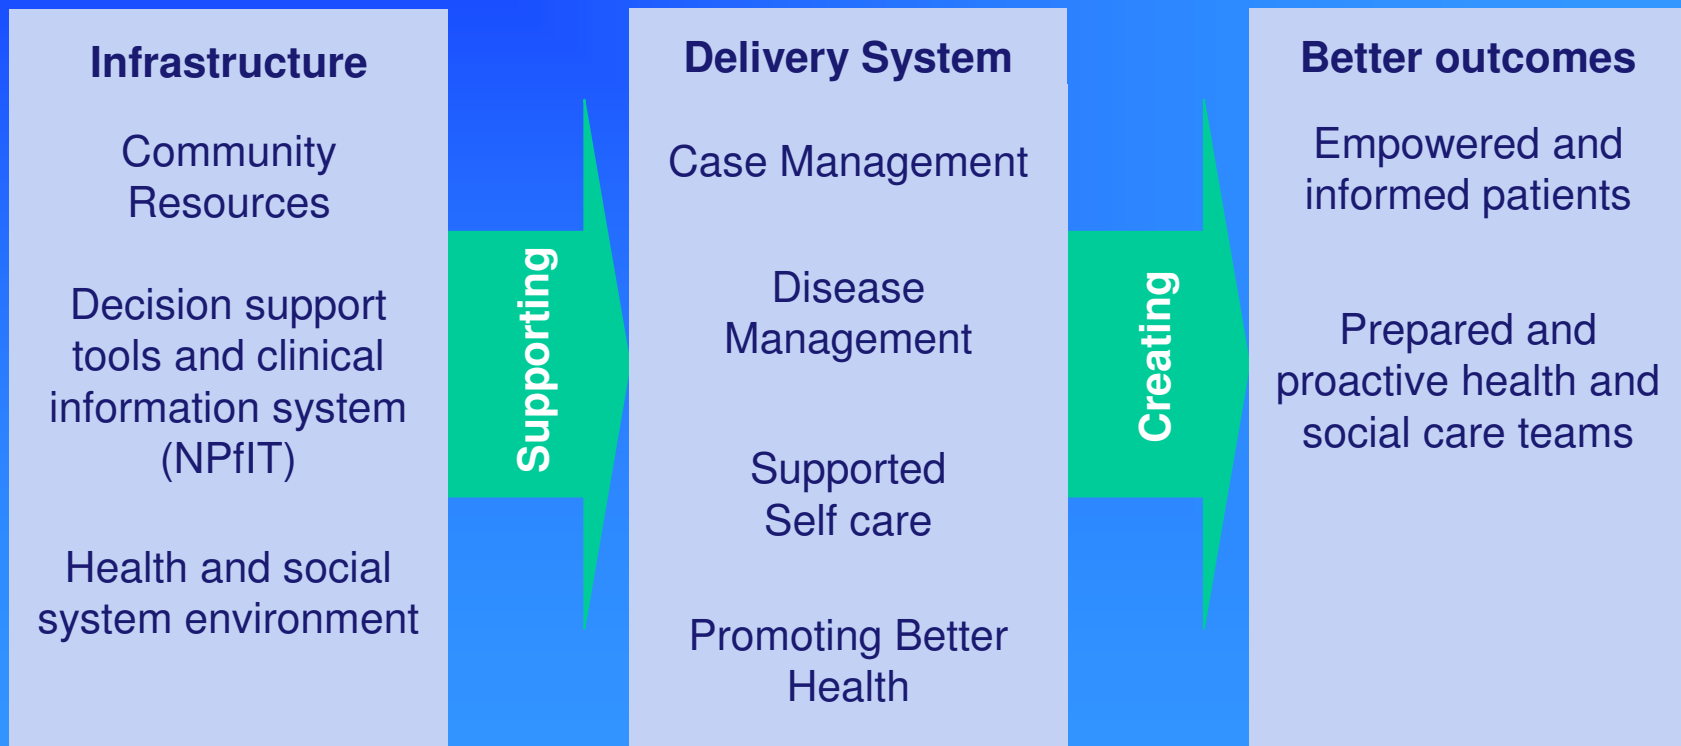 Infrastructure
Community
Resources
Decision support
tools and clinical
information system
(NPfIT)
Health and social
system environment
Supporting
Delivery System
Case Management
Disease
Management
Supported
Self care
Promoting Better
Health
Creating
Better outcomes
Empowered and
informed patients
Prepared and
proactive health and
social care teams